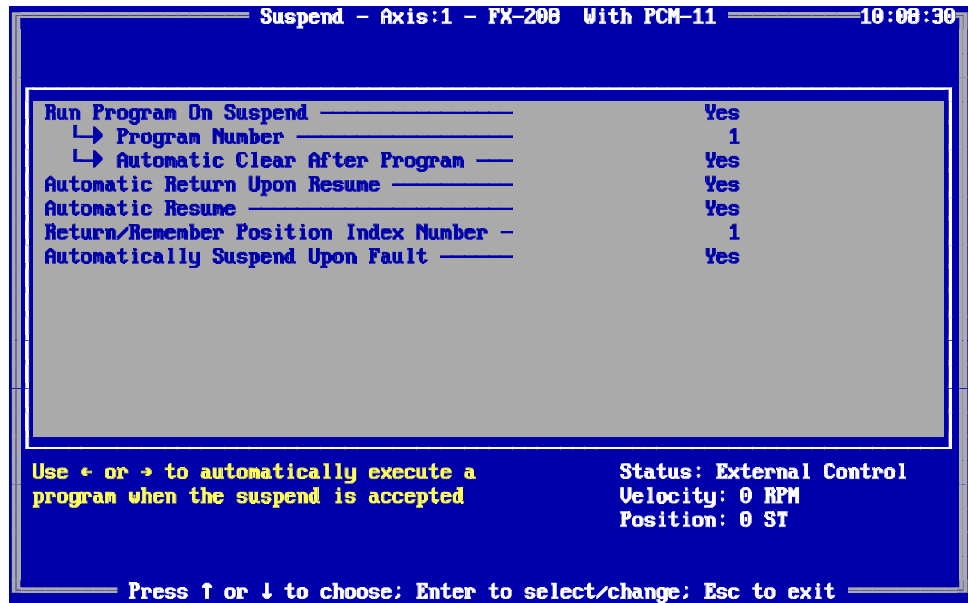 Suspend - Axis:1 - FX-208 With PCM-11 10:08:30
Run Program On Suspend Yes
Program Number 1
Automatic Clear After Program Yes
Automatic Return Upon Resume Yes
Automatic Resume Yes
Return/Remember Position Index Number 1
Automatically Suspend Upon Fault Yes
Use ← or → to automatically execute a
program when the suspend is accepted
Status: External Control
Velocity: 0 RPM
Position: 0 ST
Press ↑ or ↓ to choose; Enter to select/change; Esc to exit